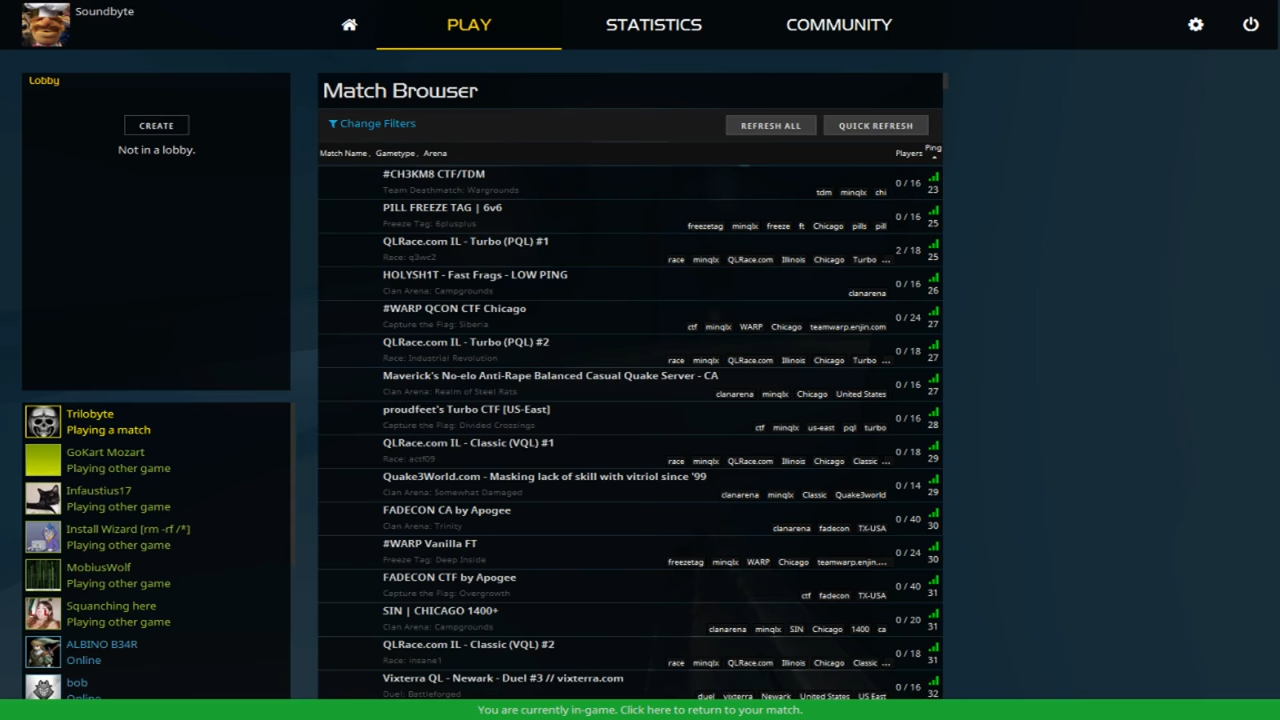 Soundbyte
PLAY
STATISTICS
COMMUNITY
Lobby
CREATE
Not in a lobby.
Trilobyte
Playing a match
GoKart Mozart
Playing other game
Infaustius17
Playing other game
Install Wizard [rm -rf /*]
Playing other game
MobiusWolf
Playing other game
Squanching here
Playing other game
ALBINO B34R
Online
bob
Online
Match Browser
Change Filters
REFRESH ALL
QUICK REFRESH
Match Name, Gametype, Arena Players Ping
#CH3KM8 CTF/TDM
Team Deathmatch: Wargrounds
tdm minqlx chi
0 / 16 23
PILL FREEZE TAG | 6v6
Freeze Tag: 6plusplus
freezetag minqlx freeze ft Chicago pills pill
0 / 16 25
QLRace.com IL - Turbo (PQL) #1
Race: q3wc2
race minqlx QLRace.com Illinois Chicago Turbo ...
2 / 18 25
HOLYSH1T - Fast Frags - LOW PING
Clan Arena: Campgrounds
clanarena
0 / 16 26
#WARP QCON CTF Chicago
Capture the Flag: Siberia
ctf minqlx WARP Chicago teamwarp.enjin.com
0 / 24 27
QLRace.com IL - Turbo (PQL) #2
Race: Industrial Revolution
race minqlx QLRace.com Illinois Chicago Turbo ...
0 / 18 27
Maverick's No-elo Anti-Rape Balanced Casual Quake Server - CA
Clan Arena: Realm of Steel Rats
clanarena minqlx Chicago United States
0 / 16 27
proudfeet's Turbo CTF [US-East]
Capture the Flag: Divided Crossings
ctf minqlx us-east pql turbo
0 / 16 28
QLRace.com IL - Classic (VQL) #1
Race: actf09
race minqlx QLRace.com Illinois Chicago Classic ...
0 / 18 29
Quake3World.com - Masking lack of skill with vitriol since '99
Clan Arena: Somewhat Damaged
clanarena minqlx Classic Quake3world
0 / 14 29
FADECON CA by Apogee
Clan Arena: Trinity
clanarena fadecon TX-USA
0 / 40 30
#WARP Vanilla FT
Freeze Tag: Deep Inside
freezetag minqlx WARP Chicago teamwarp.enjin....
0 / 24 30
FADECON CTF by Apogee
Capture the Flag: Overgrowth
ctf fadecon TX-USA
0 / 40 31
SIN | CHICAGO 1400+
Clan Arena: Campgrounds
clanarena minqlx SIN Chicago 1400 ca
0 / 20 31
QLRace.com IL - Classic (VQL) #2
Race: insane1
race minqlx QLRace.com Illinois Chicago Classic ...
0 / 18 31
Vixterra QL - Newark - Duel #3 // vixterra.com
Duel: Battleforged
duel vixterra Newark United States US East
0 / 16 32
You are currently in-game. Click here to return to your match.